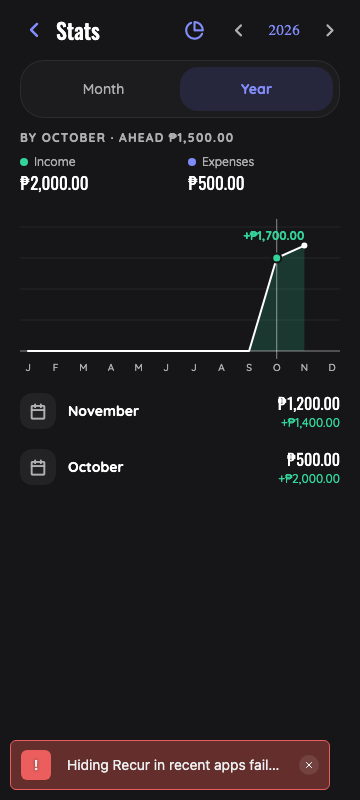 Stats
2026
Month
Year
BY OCTOBER · AHEAD ₱1,500.00
Income
Expenses
₱2,000.00
₱500.00
+₱1,700.00
J F M A M J J A S O N D
November
₱1,200.00
+₱1,400.00
October
₱500.00
+₱2,000.00
!
Hiding Recur in recent apps fail...